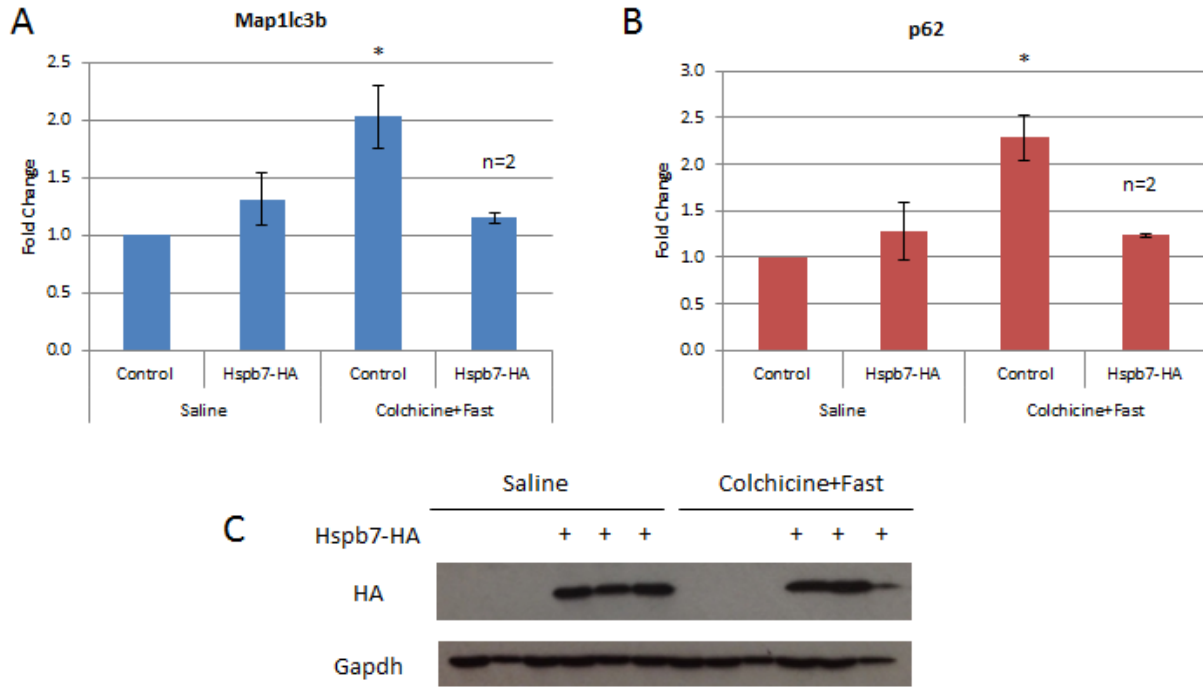 A
Map1lc3b
*
2.5
2.0
1.5
1.0
0.5
0.0
Fold Change
n=2
Control Hspb7-HA Control Hspb7-HA
Saline Colchicine+Fast
B
p62
*
3.0
2.5
2.0
1.5
1.0
0.5
0.0
Fold Change
n=2
Control Hspb7-HA Control Hspb7-HA
Saline Colchicine+Fast
C
Saline Colchicine+Fast
Hspb7-HA + + + + + +
HA
Gapdh